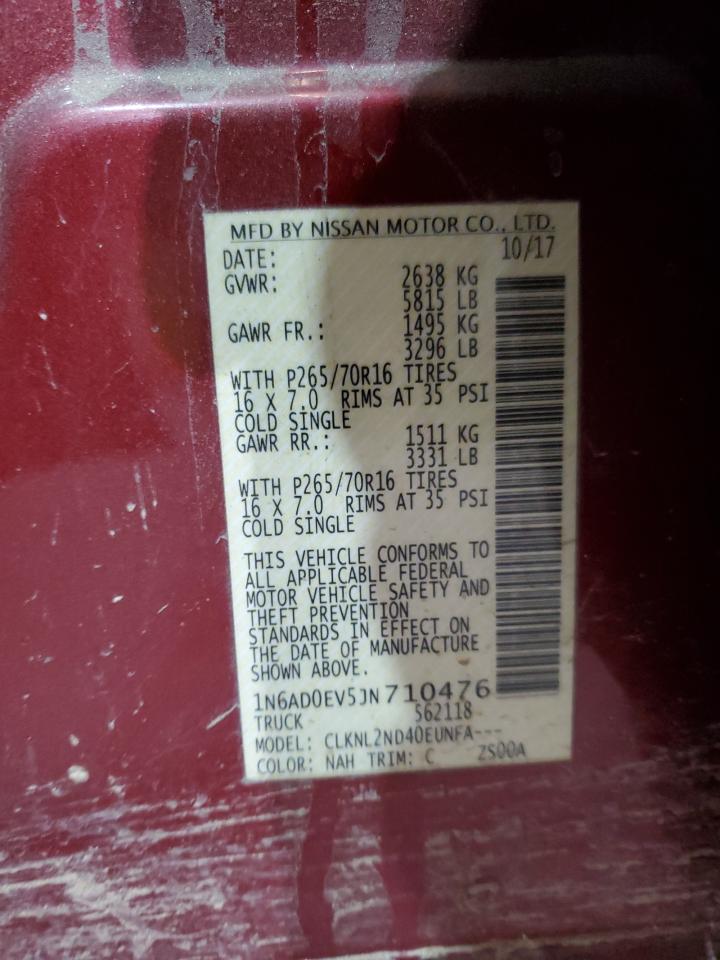 MFD BY NISSAN MOTOR CO., LTD.
DATE: 10/17
GVWR: 2638 KG
5815 LB
GAWR FR.: 1495 KG
3296 LB
WITH P265/70R16 TIRES
16 X 7.0 RIMS AT 35 PSI
COLD SINGLE
GAWR RR.: 1511 KG
3331 LB
WITH P265/70R16 TIRES
16 X 7.0 RIMS AT 35 PSI
COLD SINGLE
THIS VEHICLE CONFORMS TO
ALL APPLICABLE FEDERAL
MOTOR VEHICLE SAFETY AND
THEFT PREVENTION
STANDARDS IN EFFECT ON
THE DATE OF MANUFACTURE
SHOWN ABOVE.
1N6AD0EV5JN710476
TRUCK 562118
MODEL: CLKNL2ND40EUNFA---
COLOR: NAH TRIM: C ZS00A